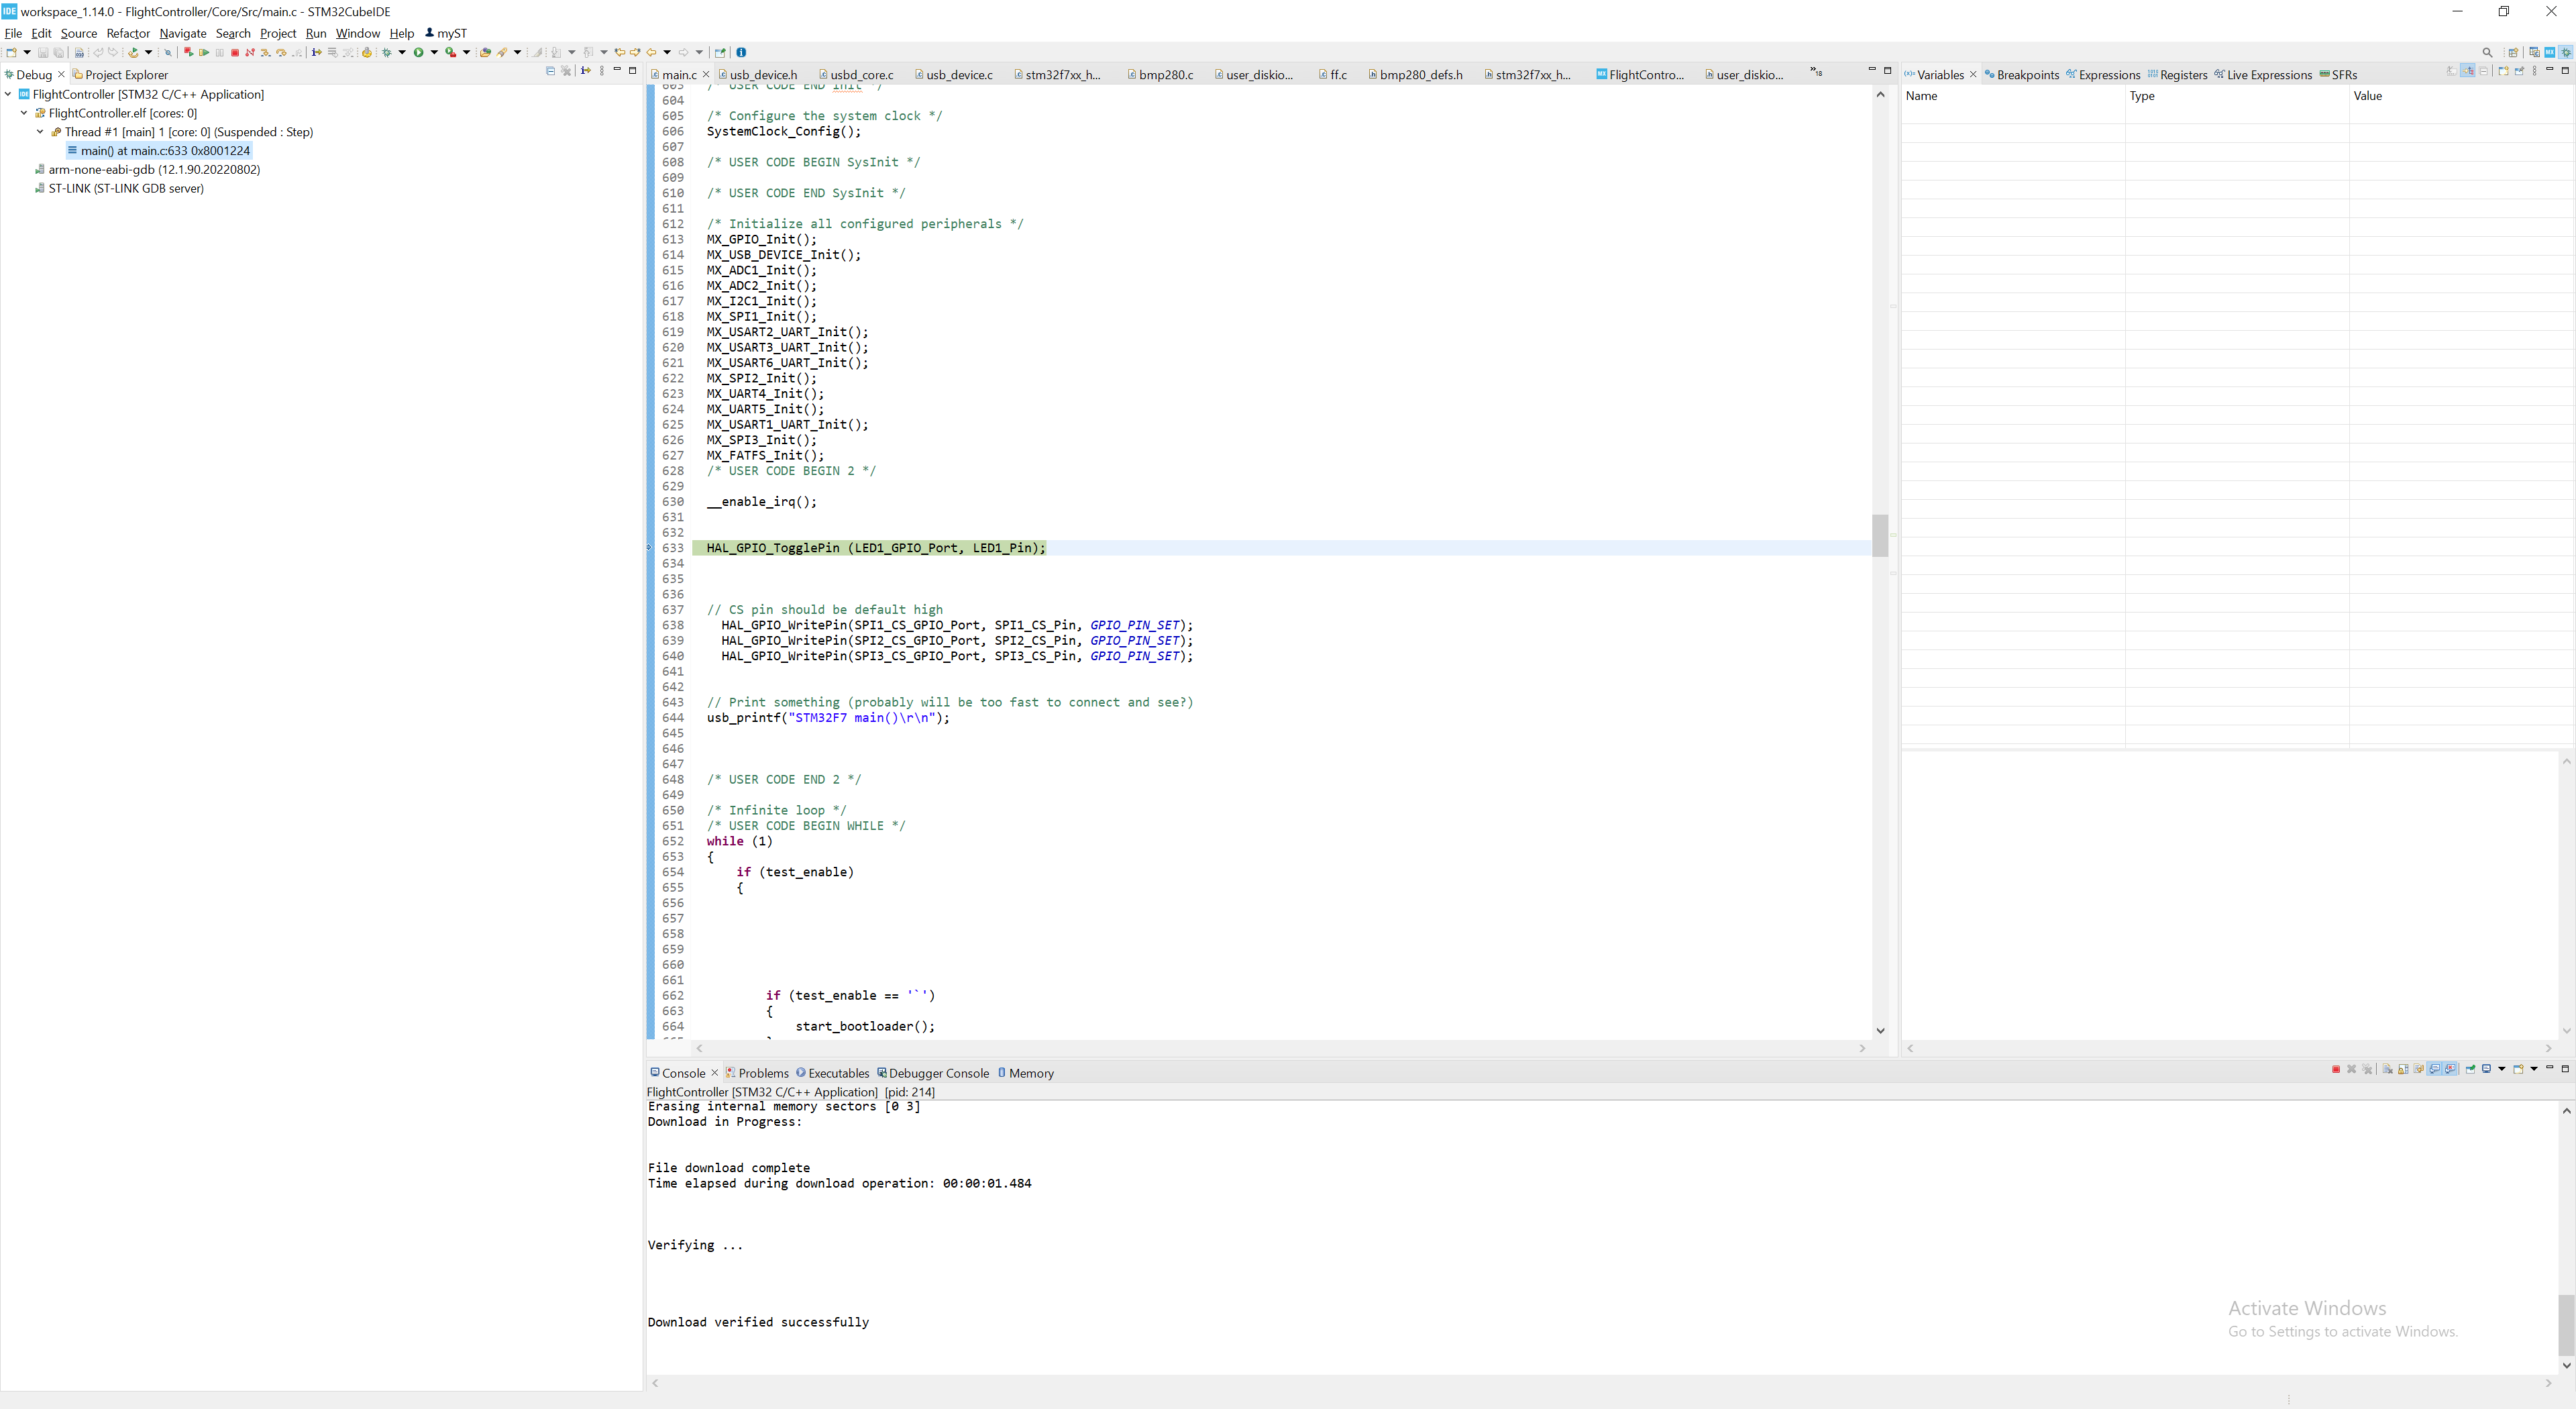 IDE workspace_1.14.0 - FlightController/Core/Src/main.c - STM32CubeIDE
File Edit Source Refactor Navigate Search Project Run Window Help myST
Debug Project Explorer
FlightController [STM32 C/C++ Application]
FlightController.elf [cores: 0]
Thread #1 [main] 1 [core: 0] (Suspended : Step)
main() at main.c:633 0x8001224
arm-none-eabi-gdb (12.1.90.20220802)
ST-LINK (ST-LINK GDB server)
main.c usb_device.h usbd_core.c usb_device.c stm32f7xx_h... bmp280.c user_diskio... ff.c bmp280_defs.h stm32f7xx_h... FlightContro... user_diskio... »18
603 /* USER CODE END Init */
604
605 /* Configure the system clock */
606 SystemClock_Config();
607
608 /* USER CODE BEGIN SysInit */
609
610 /* USER CODE END SysInit */
611
612 /* Initialize all configured peripherals */
613 MX_GPIO_Init();
614 MX_USB_DEVICE_Init();
615 MX_ADC1_Init();
616 MX_ADC2_Init();
617 MX_I2C1_Init();
618 MX_SPI1_Init();
619 MX_USART2_UART_Init();
620 MX_USART3_UART_Init();
621 MX_USART6_UART_Init();
622 MX_SPI2_Init();
623 MX_UART4_Init();
624 MX_UART5_Init();
625 MX_USART1_UART_Init();
626 MX_SPI3_Init();
627 MX_FATFS_Init();
628 /* USER CODE BEGIN 2 */
629
630 __enable_irq();
631
632
633 HAL_GPIO_TogglePin (LED1_GPIO_Port, LED1_Pin);
634
635
636
637 // CS pin should be default high
638 HAL_GPIO_WritePin(SPI1_CS_GPIO_Port, SPI1_CS_Pin, GPIO_PIN_SET);
639 HAL_GPIO_WritePin(SPI2_CS_GPIO_Port, SPI2_CS_Pin, GPIO_PIN_SET);
640 HAL_GPIO_WritePin(SPI3_CS_GPIO_Port, SPI3_CS_Pin, GPIO_PIN_SET);
641
642
643 // Print something (probably will be too fast to connect and see?)
644 usb_printf("STM32F7 main()\r\n");
645
646
647
648 /* USER CODE END 2 */
649
650 /* Infinite loop */
651 /* USER CODE BEGIN WHILE */
652 while (1)
653 {
654 if (test_enable)
655 {
656
657
658
659
660
661
662 if (test_enable == '`')
663 {
664 start_bootloader();
Variables Breakpoints Expressions Registers Live Expressions SFRs
Name Type Value
Console Problems Executables Debugger Console Memory
FlightController [STM32 C/C++ Application] [pid: 214]
Erasing internal memory sectors [0 3]
Download in Progress:
File download complete
Time elapsed during download operation: 00:00:01.484
Verifying ...
Download verified successfully
Activate Windows
Go to Settings to activate Windows.